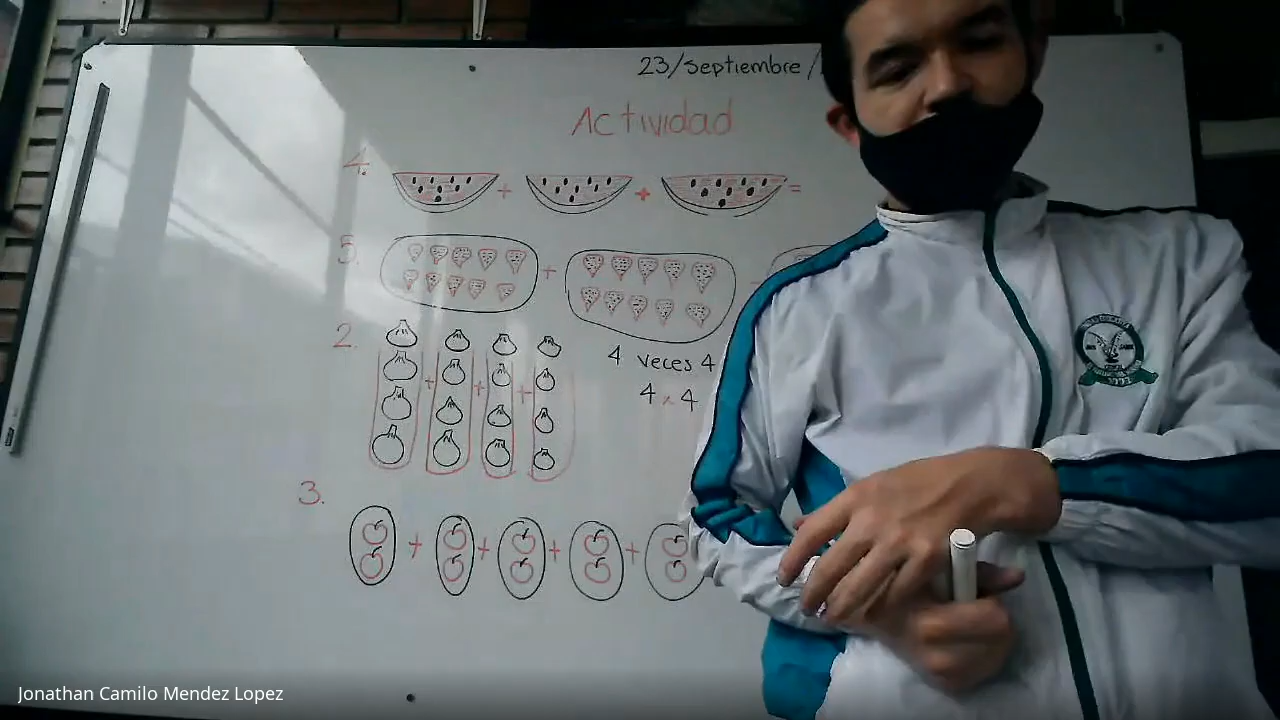 23/Septiembre/
Actividad
4. + + =
5. +
2 + + + 4 veces 4
4 x 4
3. + + + +
Jonathan Camilo Mendez Lopez